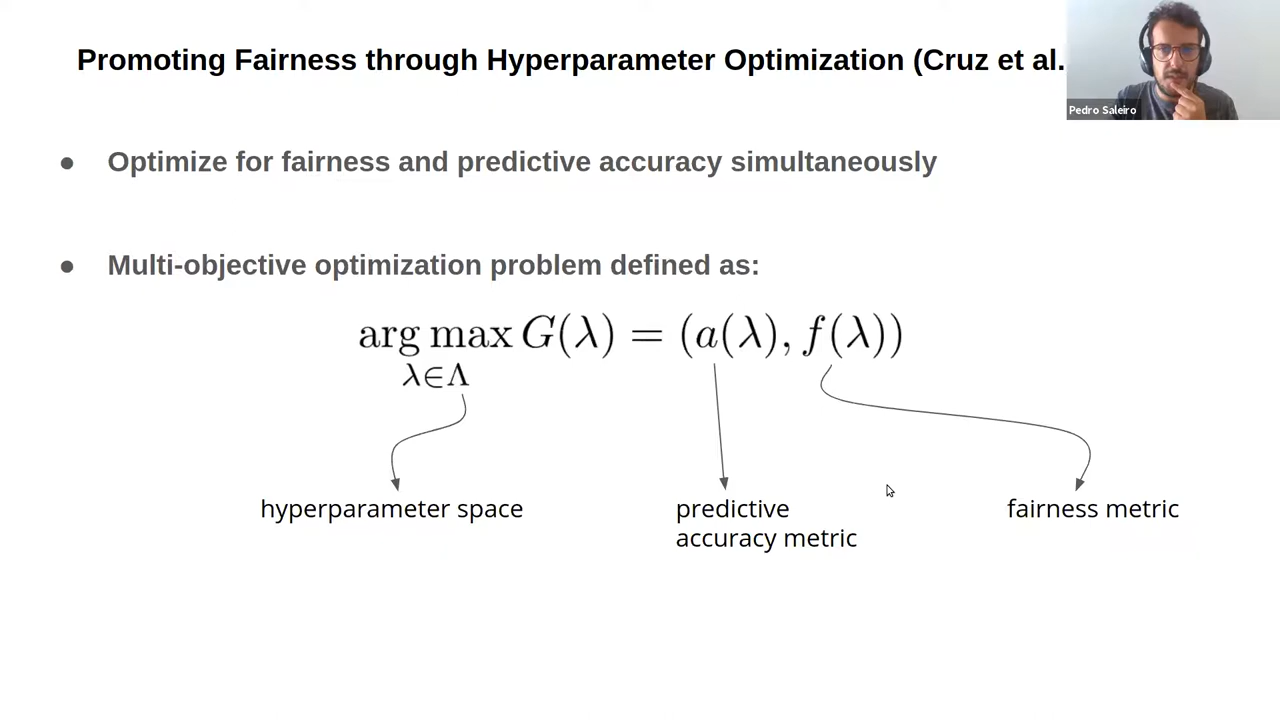 Promoting Fairness through Hyperparameter Optimization (Cruz et al.
Pedro Saleiro
● Optimize for fairness and predictive accuracy simultaneously
● Multi-objective optimization problem defined as:
arg max G(λ) = (a(λ), f(λ))
λ∈Λ
hyperparameter space
predictive
accuracy metric
fairness metric